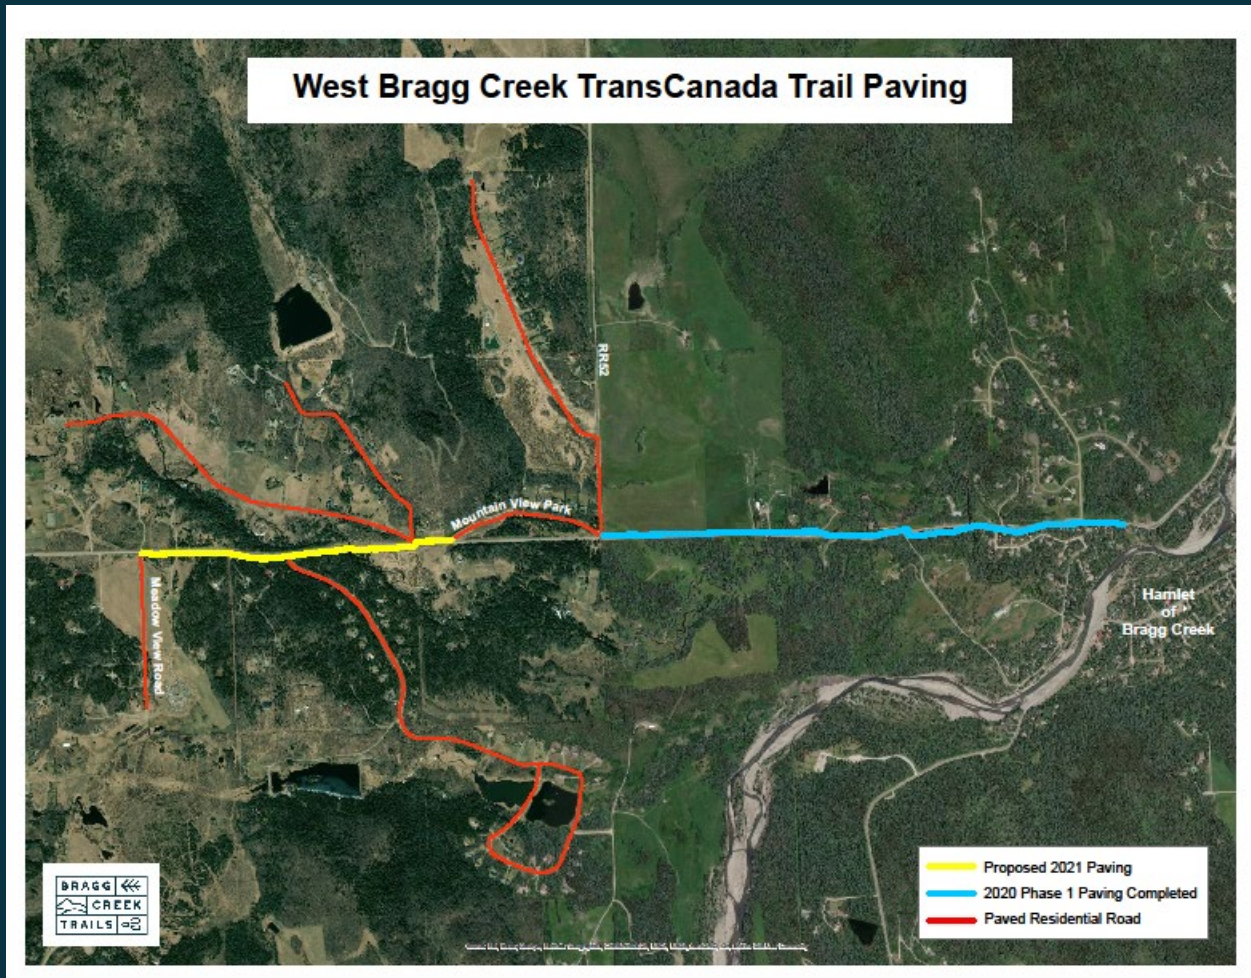 West Bragg Creek TransCanada Trail Paving
RR52
Mountain View Park
Meadow View Road
Hamlet
of
Bragg Creek
BRAGG
CREEK
TRAILS
Proposed 2021 Paving
2020 Phase 1 Paving Completed
Paved Residential Road